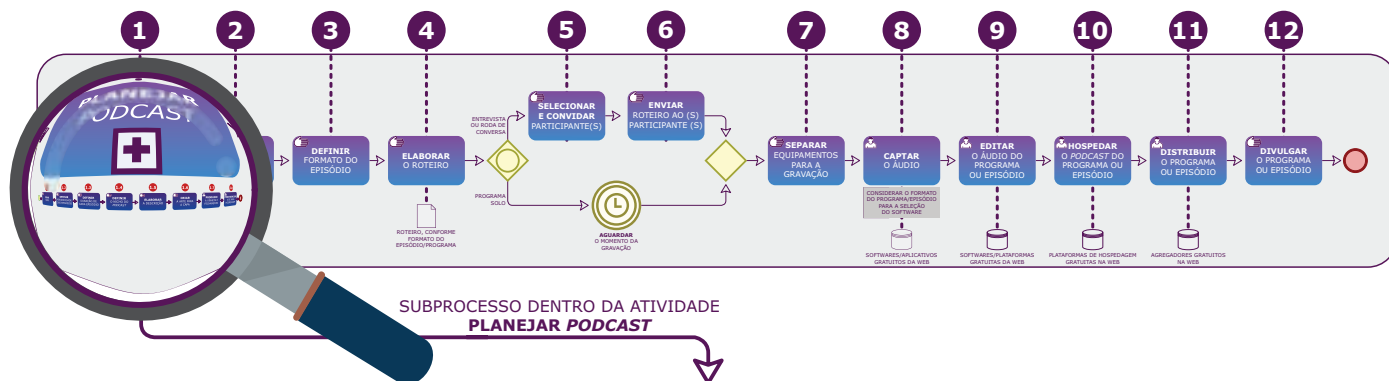 1
2
3
4
5
6
7
8
9
10
11
12
PLANEJAR
PODCAST
DEFINIR
FORMATO DO
EPISÓDIO
ELABORAR
O ROTEIRO
ROTEIRO, CONFORME
FORMATO DO
EPISÓDIO/PROGRAMA
ENTREVISTA
OU RODA DE
CONVERSA
PROGRAMA
SOLO
SELECIONAR
E CONVIDAR
PARTICIPANTE(S)
ENVIAR
ROTEIRO AO (S)
PARTICIPANTE (S)
AGUARDAR
O MOMENTO DA
GRAVAÇÃO
SEPARAR
EQUIPAMENTOS
PARA A
GRAVAÇÃO
CAPTAR
O ÁUDIO
CONSIDERAR O FORMATO
DO PROGRAMA/EPISÓDIO
PARA A SELEÇÃO
DO SOFTWARE
SOFTWARES/APLICATIVOS
GRATUITOS DA WEB
EDITAR
O ÁUDIO DO
PROGRAMA
OU EPISÓDIO
SOFTWARES/PLATAFORMAS
GRATUITAS DA WEB
HOSPEDAR
O PODCAST DO
PROGRAMA OU
EPISÓDIO
PLATAFORMAS DE HOSPEDAGEM
GRATUITAS NA WEB
DISTRIBUIR
O PROGRAMA
OU EPISÓDIO
AGREGADORES GRATUITOS
NA WEB
DIVULGAR
O PROGRAMA
OU EPISÓDIO
SUBPROCESSO DENTRO DA ATIVIDADE
PLANEJAR PODCAST